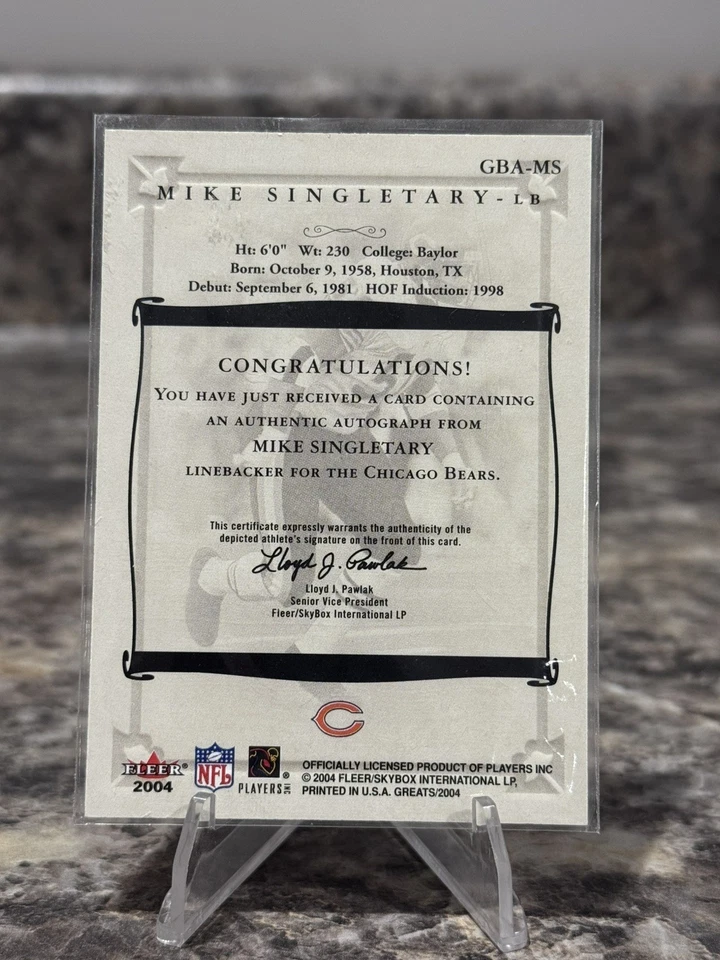 GBA-MS
MIKE SINGLETARY - LB
Ht: 6'0" Wt: 230 College: Baylor
Born: October 9, 1958, Houston, TX
Debut: September 6, 1981 HOF Induction: 1998
CONGRATULATIONS!
YOU HAVE JUST RECEIVED A CARD CONTAINING
AN AUTHENTIC AUTOGRAPH FROM
MIKE SINGLETARY
LINEBACKER FOR THE CHICAGO BEARS.
This certificate expressly warrants the authenticity of the
depicted athlete's signature on the front of this card.
Lloyd J. Pawlak
Lloyd J. Pawlak
Senior Vice President
Fleer/SkyBox International LP
C
FLEER®
2004
NFL
PLAYERS INC ®
OFFICIALLY LICENSED PRODUCT OF PLAYERS INC
© 2004 FLEER/SKYBOX INTERNATIONAL LP,
PRINTED IN U.S.A. GREATS/2004